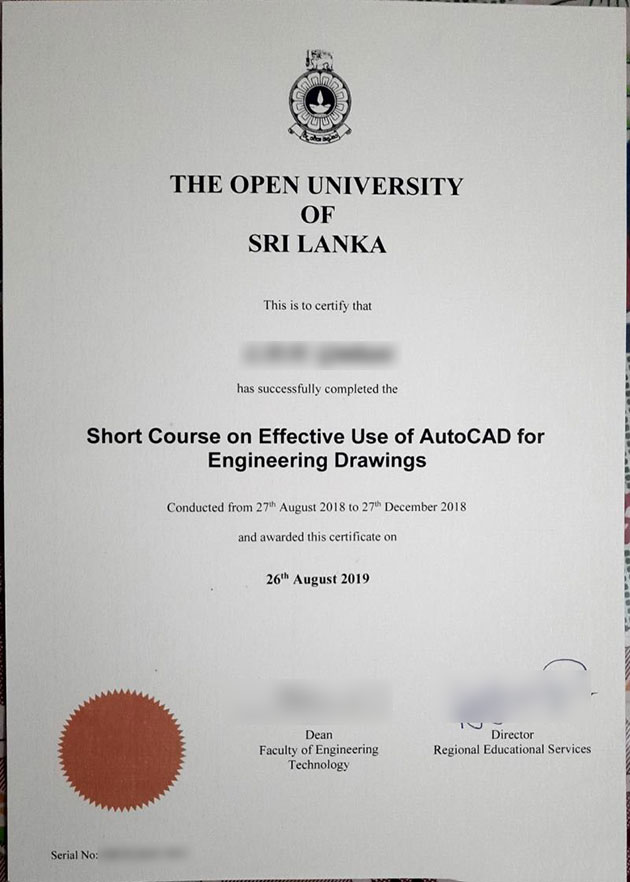 THE OPEN UNIVERSITY
OF
SRI LANKA
This is to certify that
has successfully completed the
Short Course on Effective Use of AutoCAD for
Engineering Drawings
Conducted from 27th August 2018 to 27th December 2018
and awarded this certificate on
26th August 2019
Dean
Faculty of Engineering
Technology
Director
Regional Educational Services
Serial No: